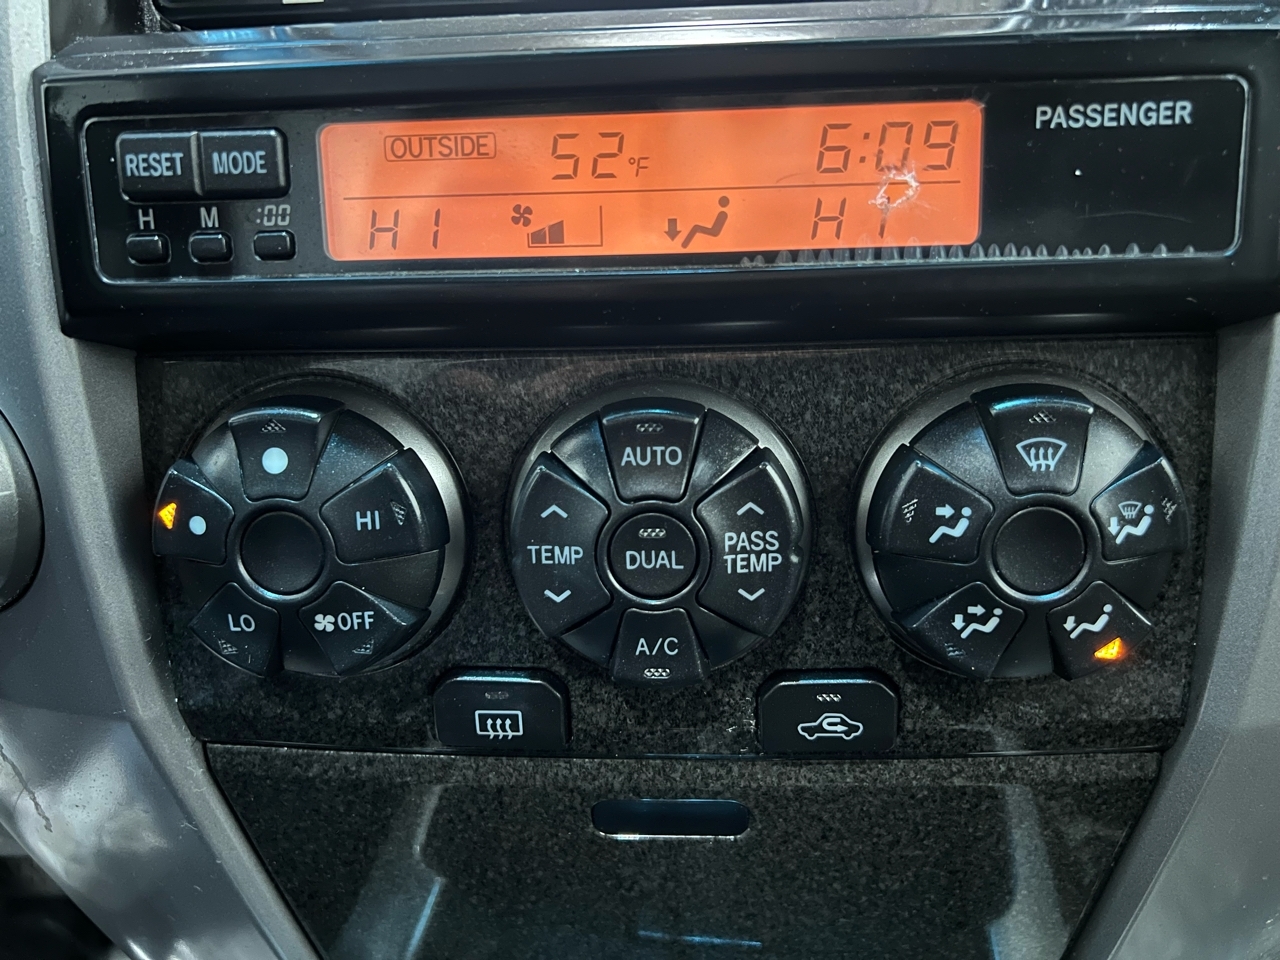 PASSENGER
RESET MODE
OUTSIDE 52°F 6:09
H M :00
HI HI
AUTO
HI
TEMP
DUAL
PASS
TEMP
LO
OFF
A/C